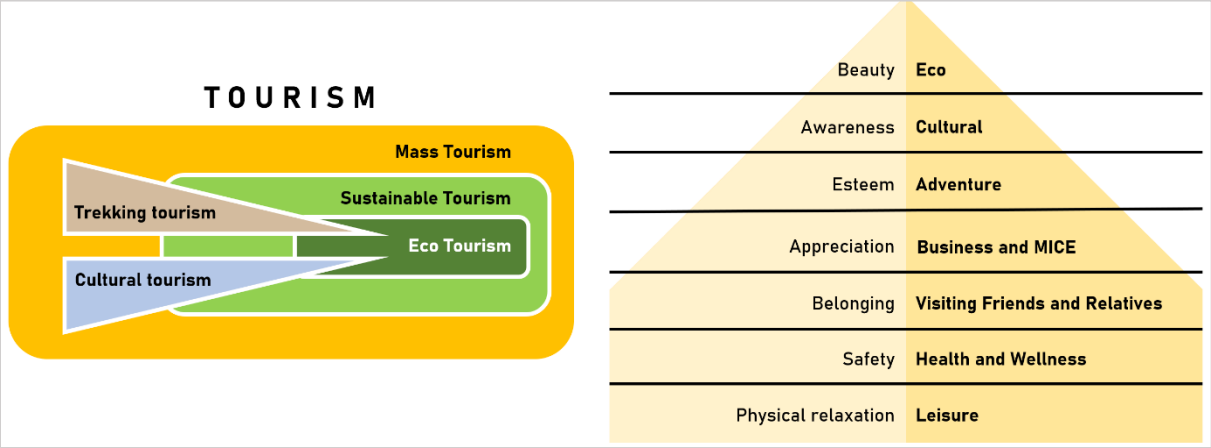 TOURISM
Mass Tourism
Sustainable Tourism
Trekking tourism
Eco Tourism
Cultural tourism
Beauty Eco
Awareness Cultural
Esteem Adventure
Appreciation Business and MICE
Belonging Visiting Friends and Relatives
Safety Health and Wellness
Physical relaxation Leisure